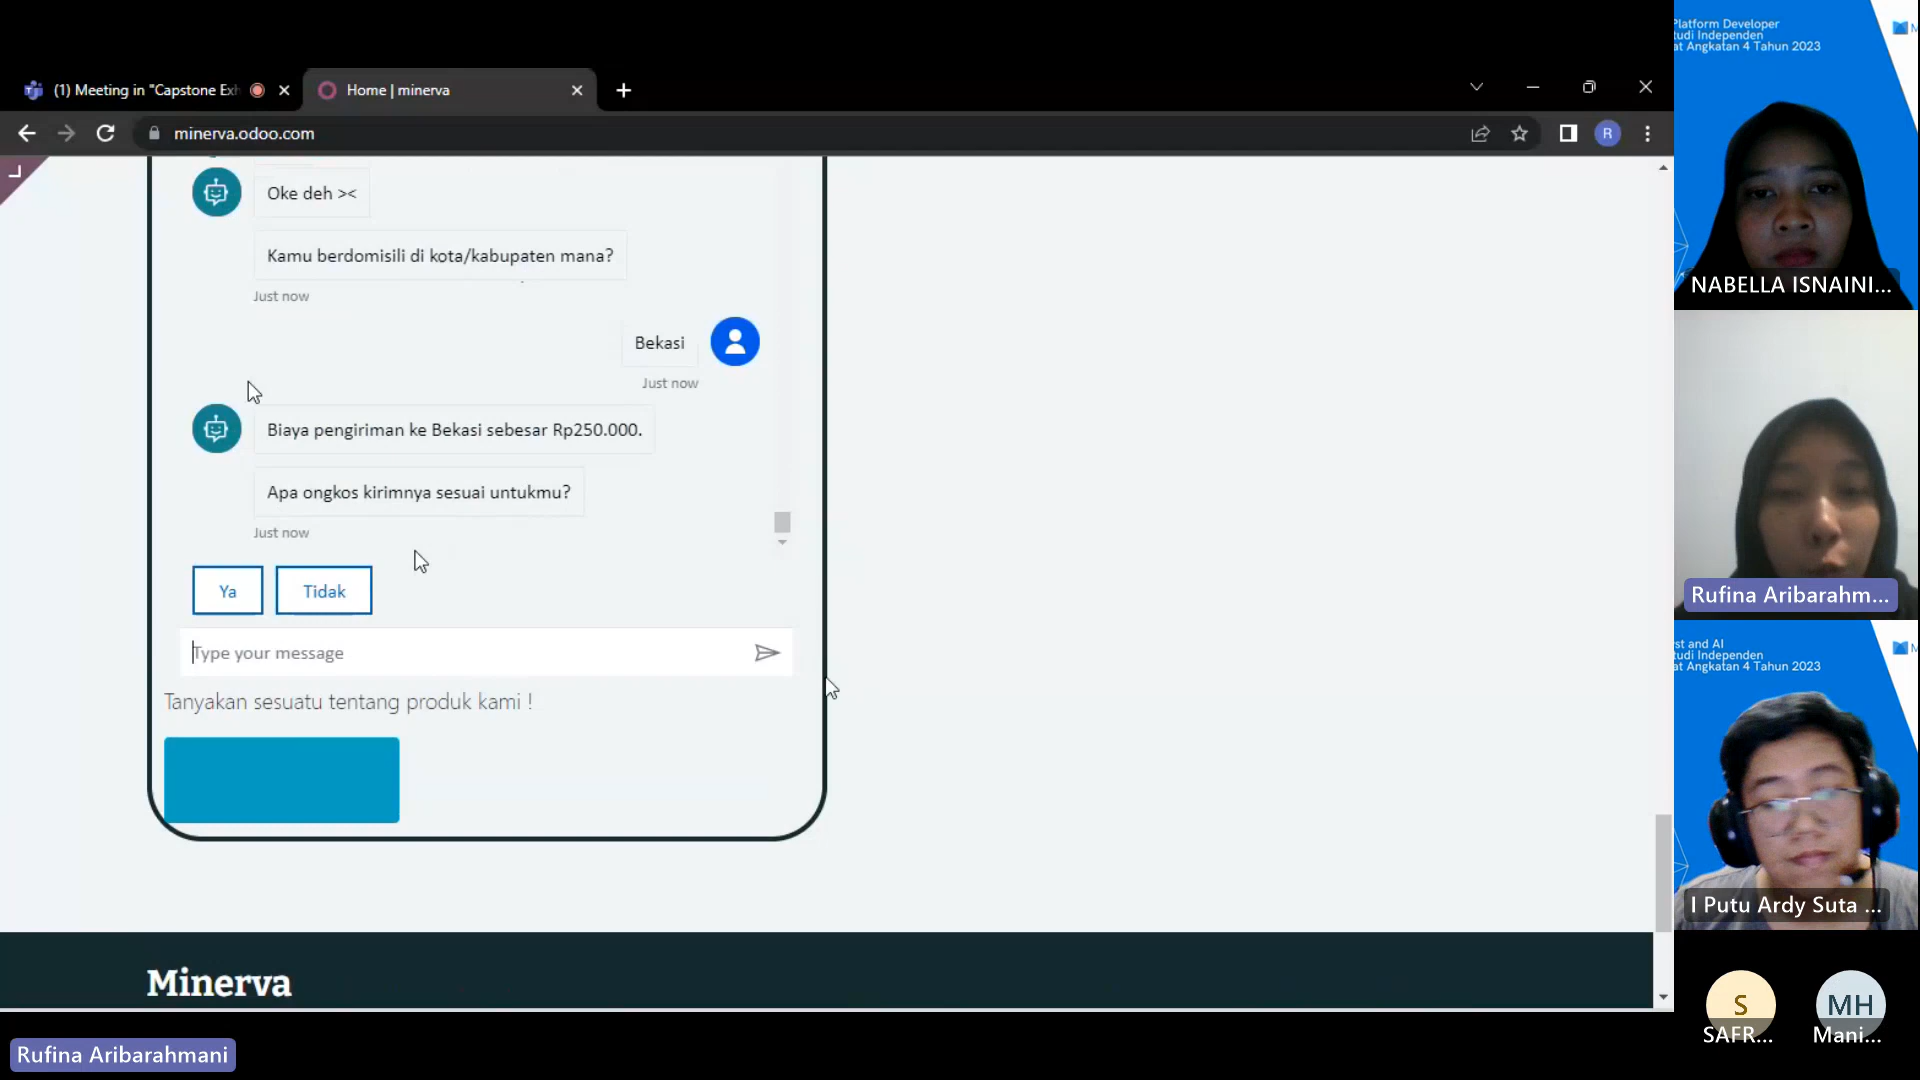 (1) Meeting in "Capstone Exh
Home | minerva
minerva.odoo.com
R
Oke deh ><
Kamu berdomisili di kota/kabupaten mana?
Just now
Bekasi
Just now
Biaya pengiriman ke Bekasi sebesar Rp250.000.
Apa ongkos kirimnya sesuai untukmu?
Just now
Ya
Tidak
Type your message
Tanyakan sesuatu tentang produk kami !
Minerva
Rufina Aribarahmani
Platform Developer
tudi Independen
at Angkatan 4 Tahun 2023
M
NABELLA ISNAINI...
Rufina Aribarahm...
st and AI
tudi Independen
at Angkatan 4 Tahun 2023
M
I Putu Ardy Suta ...
S
SAFR...
MH
Mani...